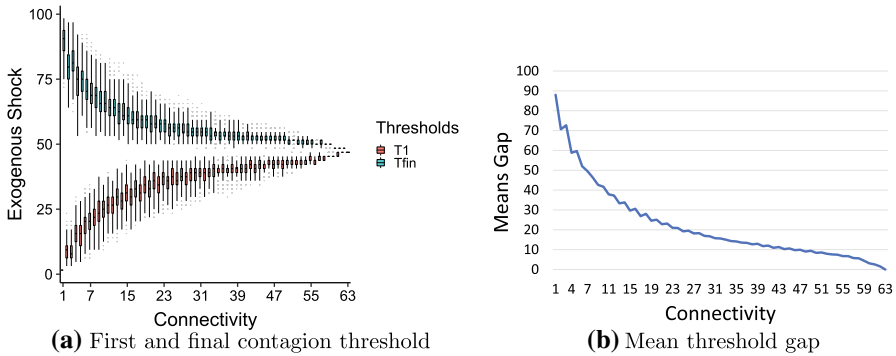 100
75
50
25
0
Exogenous Shock
1 7 15 23 31 39 47 55 63
Connectivity
Thresholds
T1
Tfin
(a) First and final contagion threshold
100
90
80
70
60
50
40
30
20
10
0
Means Gap
1 4 7 11 15 19 23 27 31 35 39 43 47 51 55 59 63
Connectivity
(b) Mean threshold gap